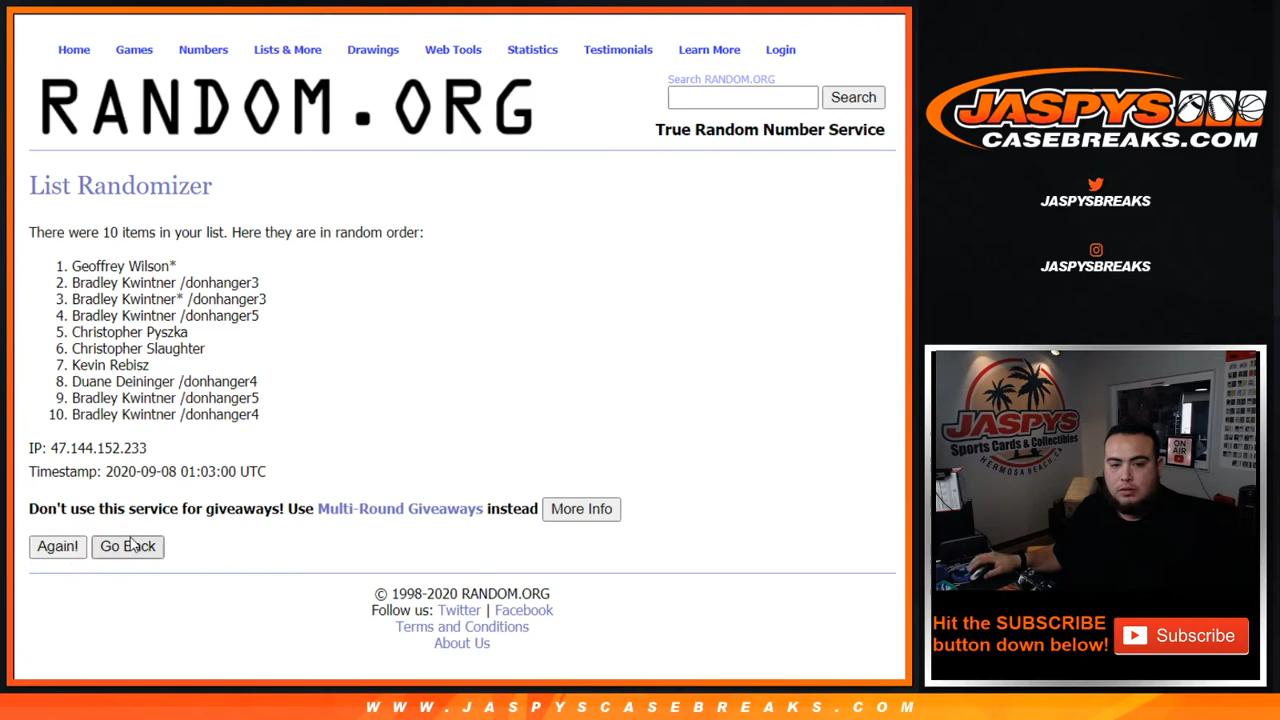 Home Games Numbers Lists & More Drawings Web Tools Statistics Testimonials Learn More Login
RANDOM.ORG
Search RANDOM.ORG
Search
True Random Number Service
List Randomizer
There were 10 items in your list. Here they are in random order:
1. Geoffrey Wilson*
2. Bradley Kwintner /donhanger3
3. Bradley Kwintner* /donhanger3
4. Bradley Kwintner /donhanger5
5. Christopher Pyszka
6. Christopher Slaughter
7. Kevin Rebisz
8. Duane Deininger /donhanger4
9. Bradley Kwintner /donhanger5
10. Bradley Kwintner /donhanger4
IP: 47.144.152.233
Timestamp: 2020-09-08 01:03:00 UTC
Don't use this service for giveaways! Use Multi-Round Giveaways instead More Info
Again! Go Back
© 1998-2020 RANDOM.ORG
Follow us: Twitter | Facebook
Terms and Conditions
About Us
JASPYS
CASEBREAKS.COM
JASPYSBREAKS
JASPYSBREAKS
JASPYS
Sports Cards & Collectibles
HERMOSA BEACH, CA
ON AIR
Hit the SUBSCRIBE
button down below!
Subscribe
WWW.JASPYSCASEBREAKS.COM